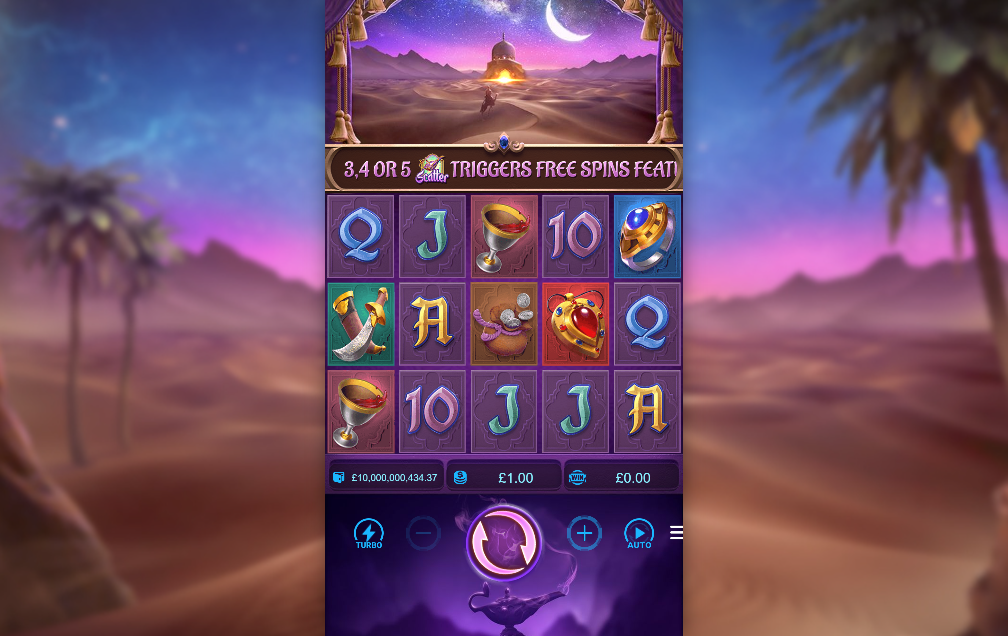 3,4 OR 5 Scatter TRIGGERS FREE SPINS FEAT
Q J 10
A Q
10 J J A
£10,000,000,434.37 £1.00 WIN £0.00
TURBO AUTO